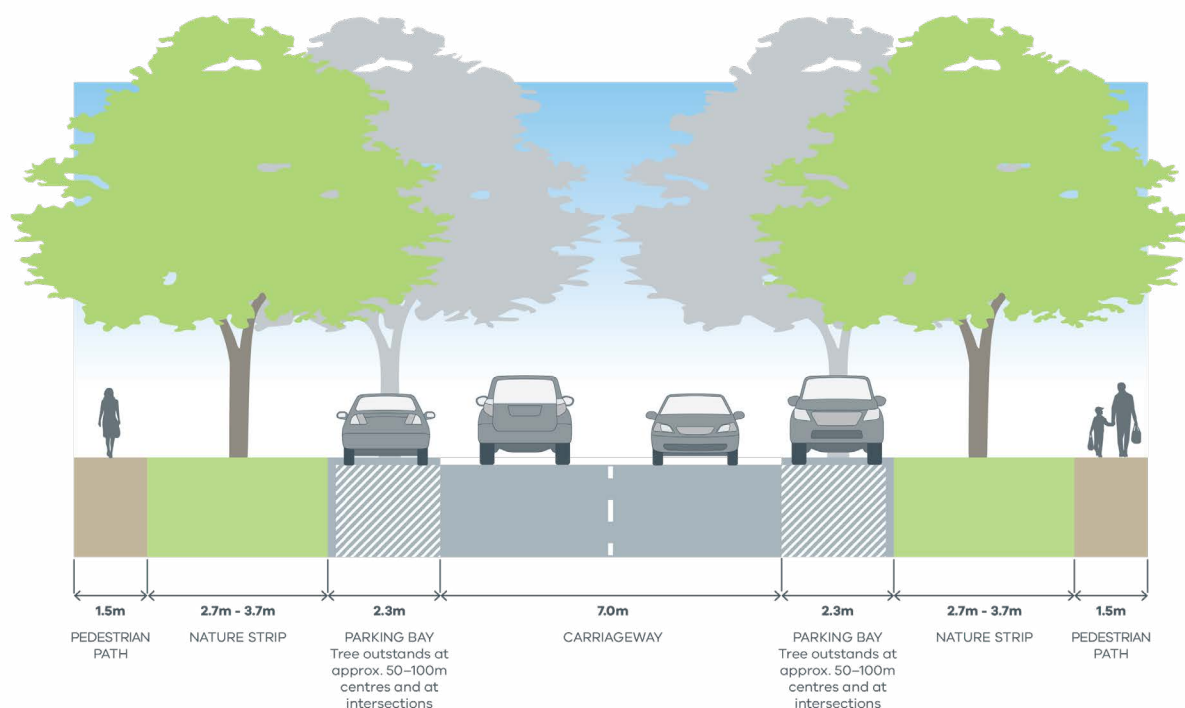 1.5m
2.7m - 3.7m
2.3m
7.0m
2.3m
2.7m - 3.7m
1.5m
PEDESTRIAN
PATH
NATURE STRIP
PARKING BAY
Tree outstands at
approx. 50–100m
centres and at
intersections
CARRIAGEWAY
PARKING BAY
Tree outstands at
approx. 50–100m
centres and at
intersections
NATURE STRIP
PEDESTRIAN
PATH